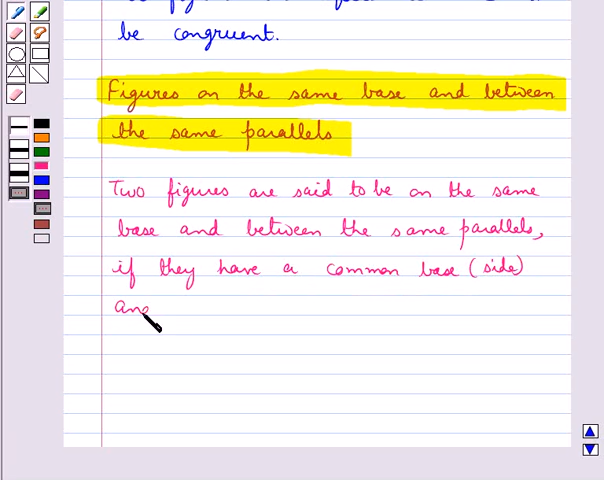 be congruent.
Figures on the same base and between
the same parallels
Two figures are said to be on the same
base and between the same parallels,
if they have a common base (side)
ane